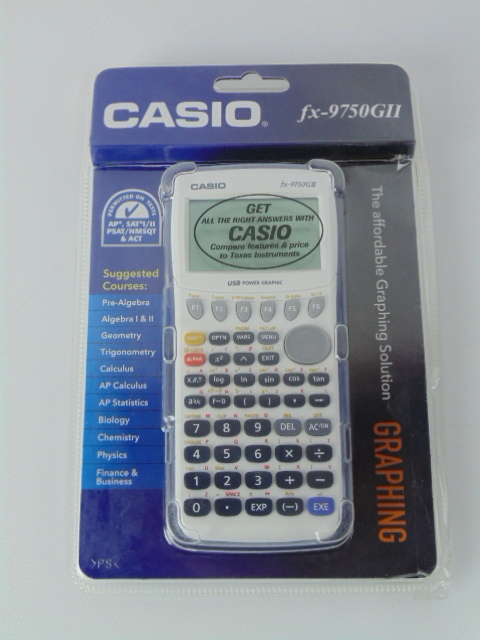 CASIO®
fx-9750GII
CASIO
fx-9750GII
PERMITTED ON TESTS
AP*, SAT*I/II
PSAT/NMSQT
& ACT
GET
ALL THE RIGHT ANSWERS WITH
CASIO
Compare features & price
to Texas Instruments
USB POWER GRAPHIC
The affordable Graphing Solution
GRAPHING
Suggested
Courses:
Pre-Algebra
Algebra I & II
Geometry
Trigonometry
Calculus
AP Calculus
AP Statistics
Biology
Chemistry
Physics
Finance &
Business
F1 F2 F3 F4 F5 F6
SHIFT OPTN VARS MENU
ALPHA x² ^ EXIT
X,θ,T log ln sin cos tan
7 8 9 DEL AC/ON
4 5 6 × ÷
1 2 3 + −
0 · EXP (−) EXE
>PS<